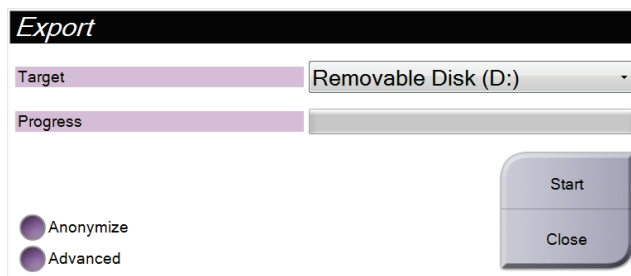 Export
Target
Removable Disk (D:)
Progress
Start
Anonymize
Close
Advanced